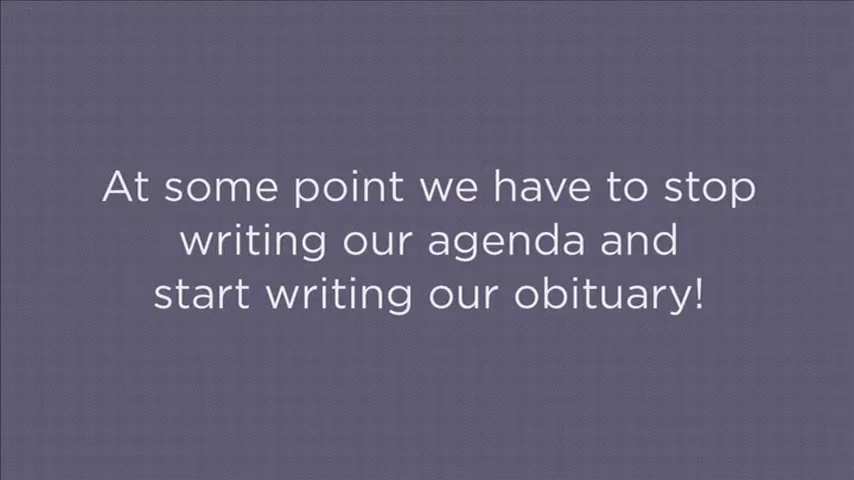 At some point we have to stop
writing our agenda and
start writing our obituary!